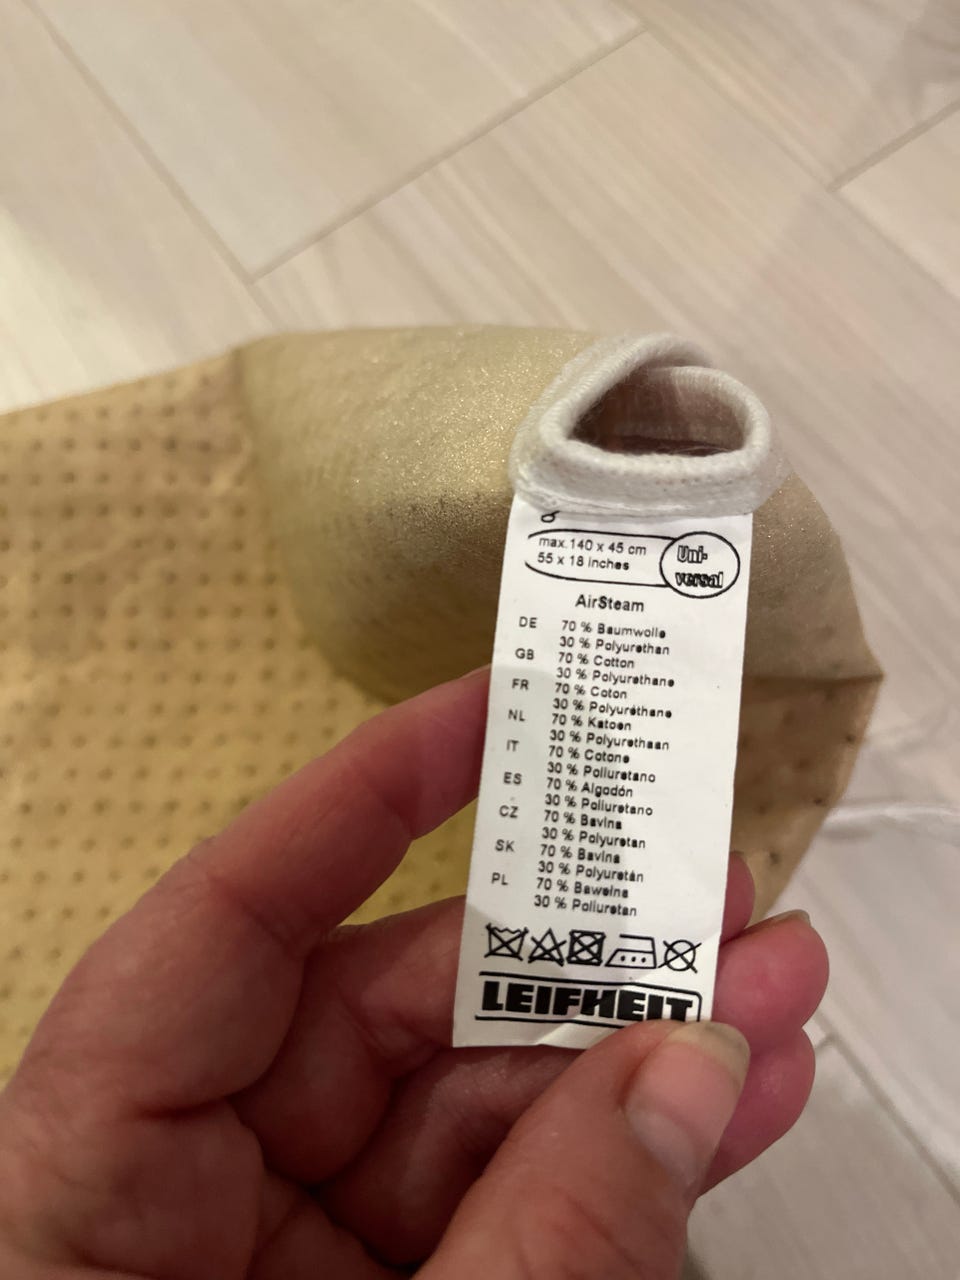 max.140 x 45 cm
55 x 18 inches
Uni-
versal
AirSteam
DE 70 % Baumwolle
30 % Polyurethan
GB 70 % Cotton
30 % Polyurethane
FR 70 % Coton
30 % Polyuréthane
NL 70 % Katoen
30 % Polyurethaan
IT 70 % Cotone
30 % Poliuretano
ES 70 % Algodón
30 % Poliuretano
CZ 70 % Bavlna
30 % Polyuretan
SK 70 % Bavlna
30 % Polyuretán
PL 70 % Bawełna
30 % Poliuretan
LEIFHEIT